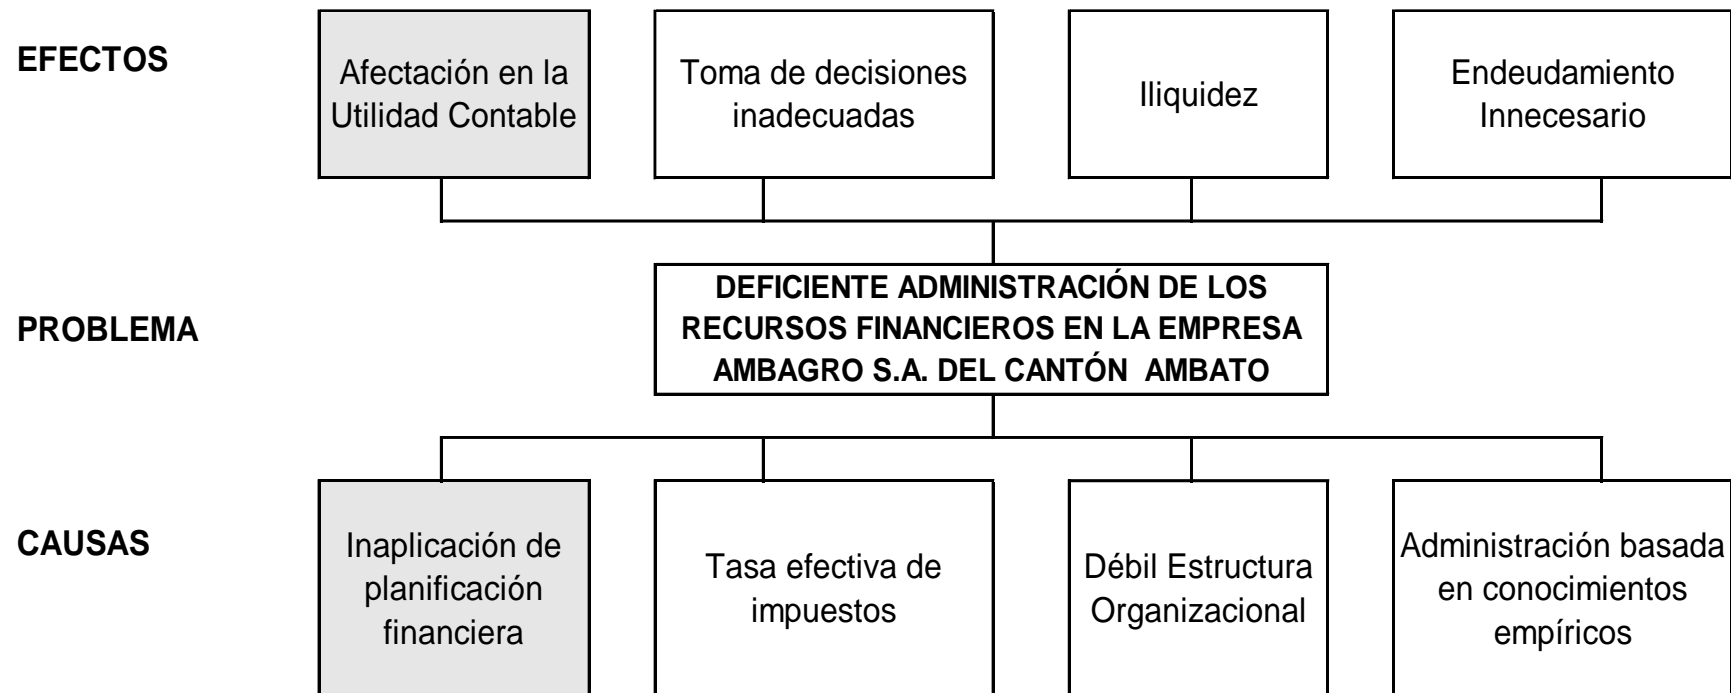 EFECTOS
Afectación en la
Utilidad Contable
Toma de decisiones
inadecuadas
Iliquidez
Endeudamiento
Innecesario
PROBLEMA
DEFICIENTE ADMINISTRACIÓN DE LOS
RECURSOS FINANCIEROS EN LA EMPRESA
AMBAGRO S.A. DEL CANTÓN  AMBATO
CAUSAS
Inaplicación de
planificación
financiera
Tasa efectiva de
impuestos
Débil Estructura
Organizacional
Administración basada
en conocimientos
empíricos